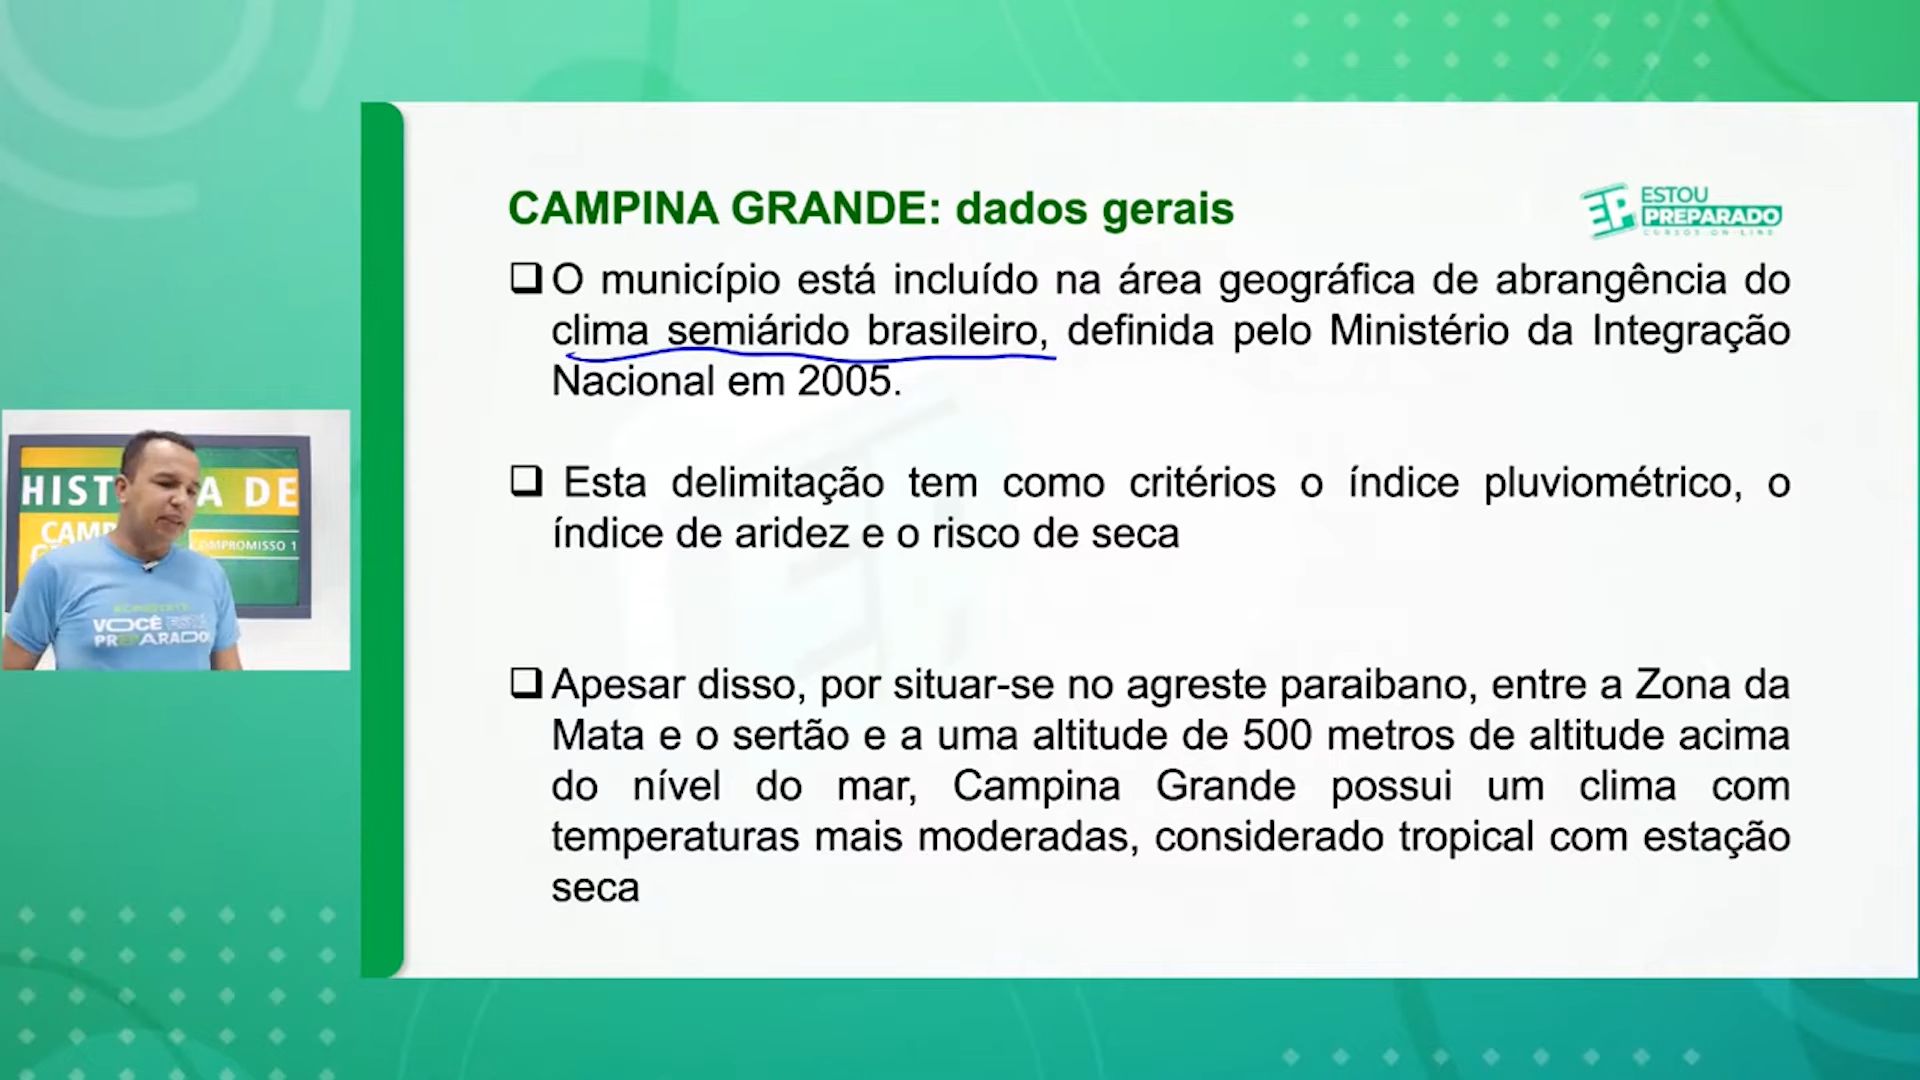 CAMPINA GRANDE: dados gerais
ESTOU
PREPARADO
CURSOS ON-LINE
O município está incluído na área geográfica de abrangência do
clima semiárido brasileiro, definida pelo Ministério da Integração
Nacional em 2005.
Esta delimitação tem como critérios o índice pluviométrico, o
índice de aridez e o risco de seca
Apesar disso, por situar-se no agreste paraibano, entre a Zona da
Mata e o sertão e a uma altitude de 500 metros de altitude acima
do nível do mar, Campina Grande possui um clima com
temperaturas mais moderadas, considerado tropical com estação
seca
HIST A DE
CAMP
COMPROMISSO 1
VOCÊ ESTÁ
PREPARADO!